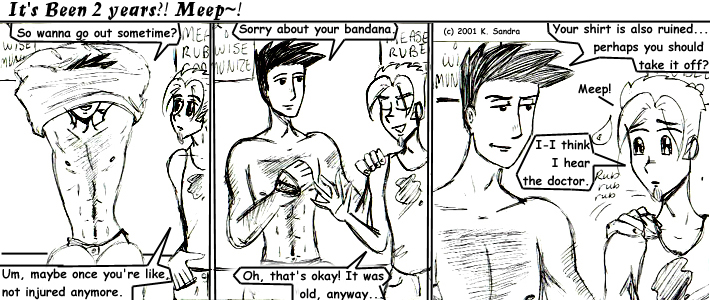 It's Been 2 years?! Meep~!
So wanna go out sometime?
WISE
MUNIZE
MEA
RUB
Um, maybe once you're like,
not injured anymore.
Sorry about your bandana
WISE
MUNIZE
EASE
RUBE
Oh, that's okay! It was
old, anyway...
(c) 2001 K. Sandra
Your shirt is also ruined...
perhaps you should
take it off?
WI
MUN
Meep!
I-I think
I hear
the doctor.
Rub
rub
rub